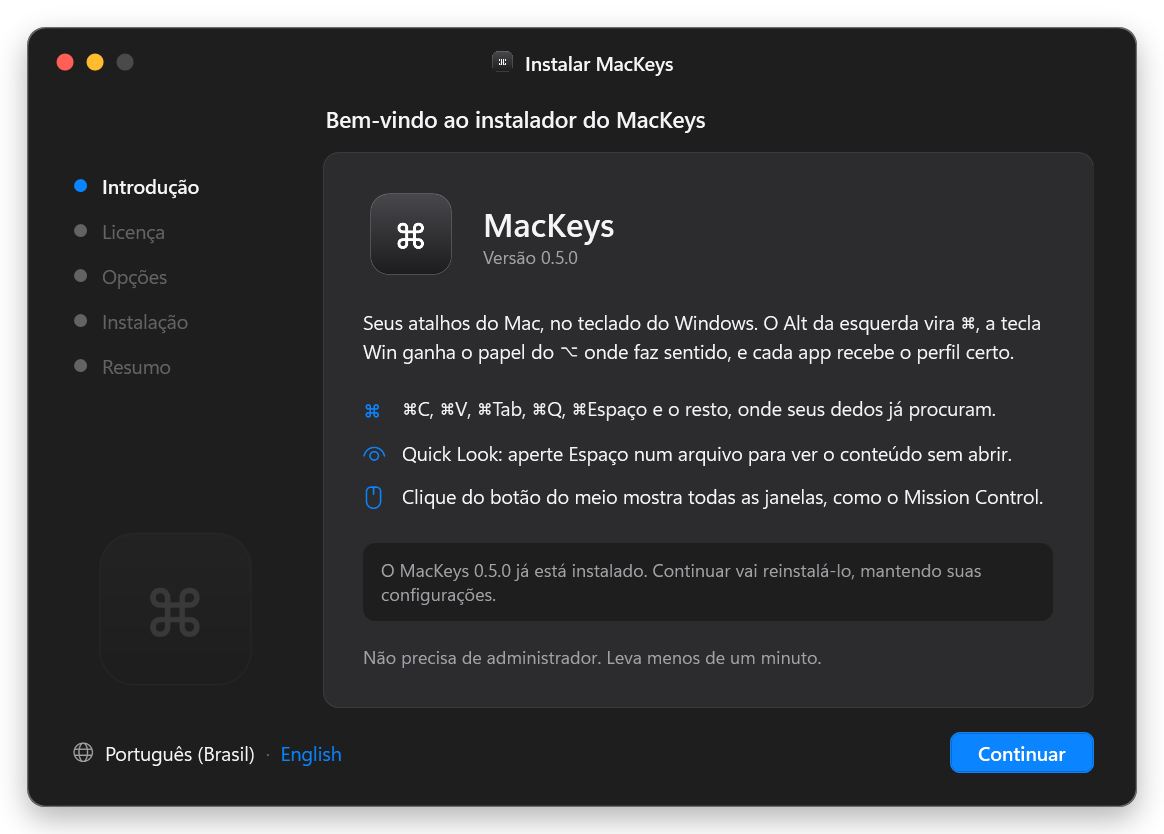 Instalar MacKeys
Bem-vindo ao instalador do MacKeys
Introdução
Licença
Opções
Instalação
Resumo
⌘
MacKeys
Versão 0.5.0
Seus atalhos do Mac, no teclado do Windows. O Alt da esquerda vira ⌘, a tecla
Win ganha o papel do ⌥ onde faz sentido, e cada app recebe o perfil certo.
⌘ ⌘C, ⌘V, ⌘Tab, ⌘Q, ⌘Espaço e o resto, onde seus dedos já procuram.
Quick Look: aperte Espaço num arquivo para ver o conteúdo sem abrir.
Clique do botão do meio mostra todas as janelas, como o Mission Control.
O MacKeys 0.5.0 já está instalado. Continuar vai reinstalá-lo, mantendo suas
configurações.
Não precisa de administrador. Leva menos de um minuto.
⌘
Português (Brasil) · English
Continuar